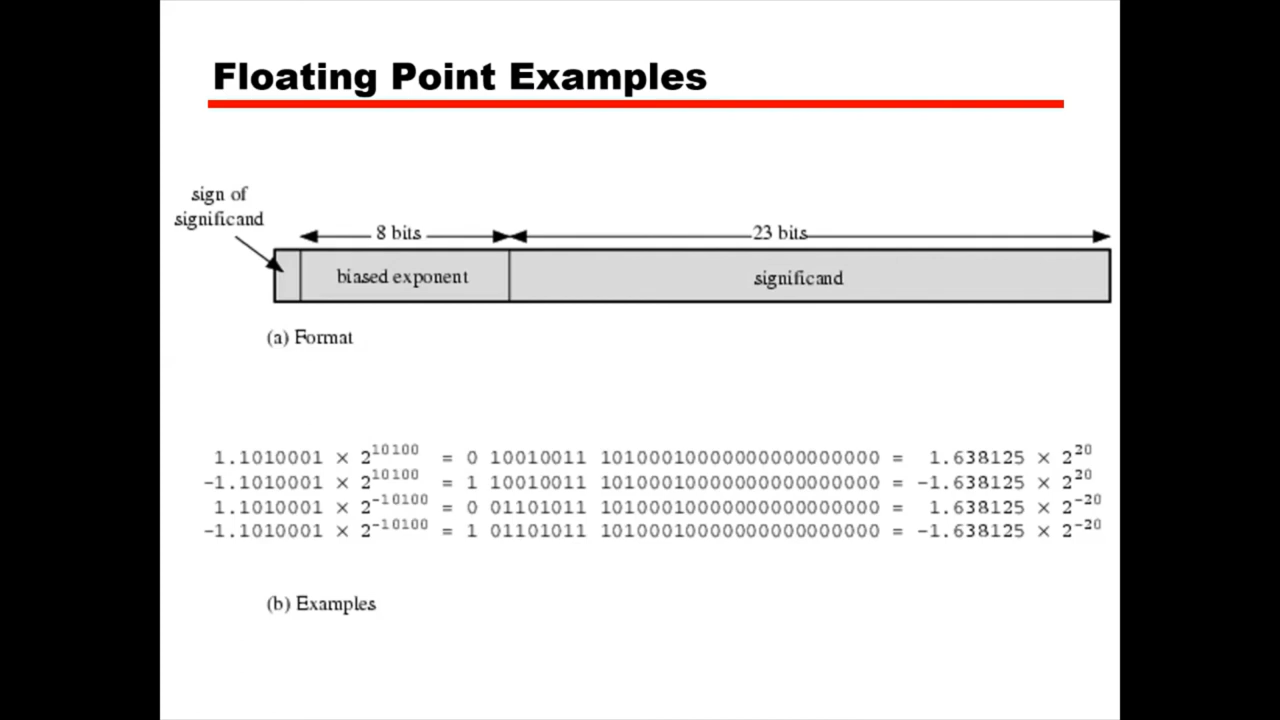 Floating Point Examples
sign of
significand
8 bits
23 bits
biased exponent
significand
(a) Format
1.1010001 × 2^10100 = 0 10010011 10100010000000000000000 = 1.638125 × 2^20
-1.1010001 × 2^10100 = 1 10010011 10100010000000000000000 = -1.638125 × 2^20
1.1010001 × 2^-10100 = 0 01101011 10100010000000000000000 = 1.638125 × 2^-20
-1.1010001 × 2^-10100 = 1 01101011 10100010000000000000000 = -1.638125 × 2^-20
(b) Examples